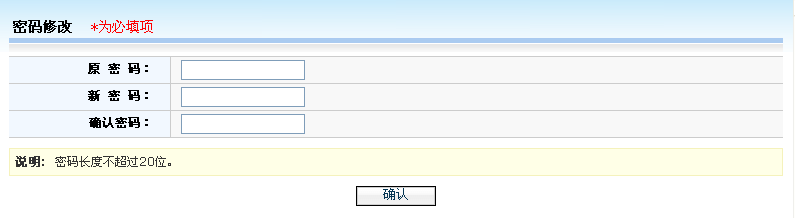 密码修改 *为必填项
原 密 码：
新 密 码：
确认密码：
说明: 密码长度不超过20位。
确认